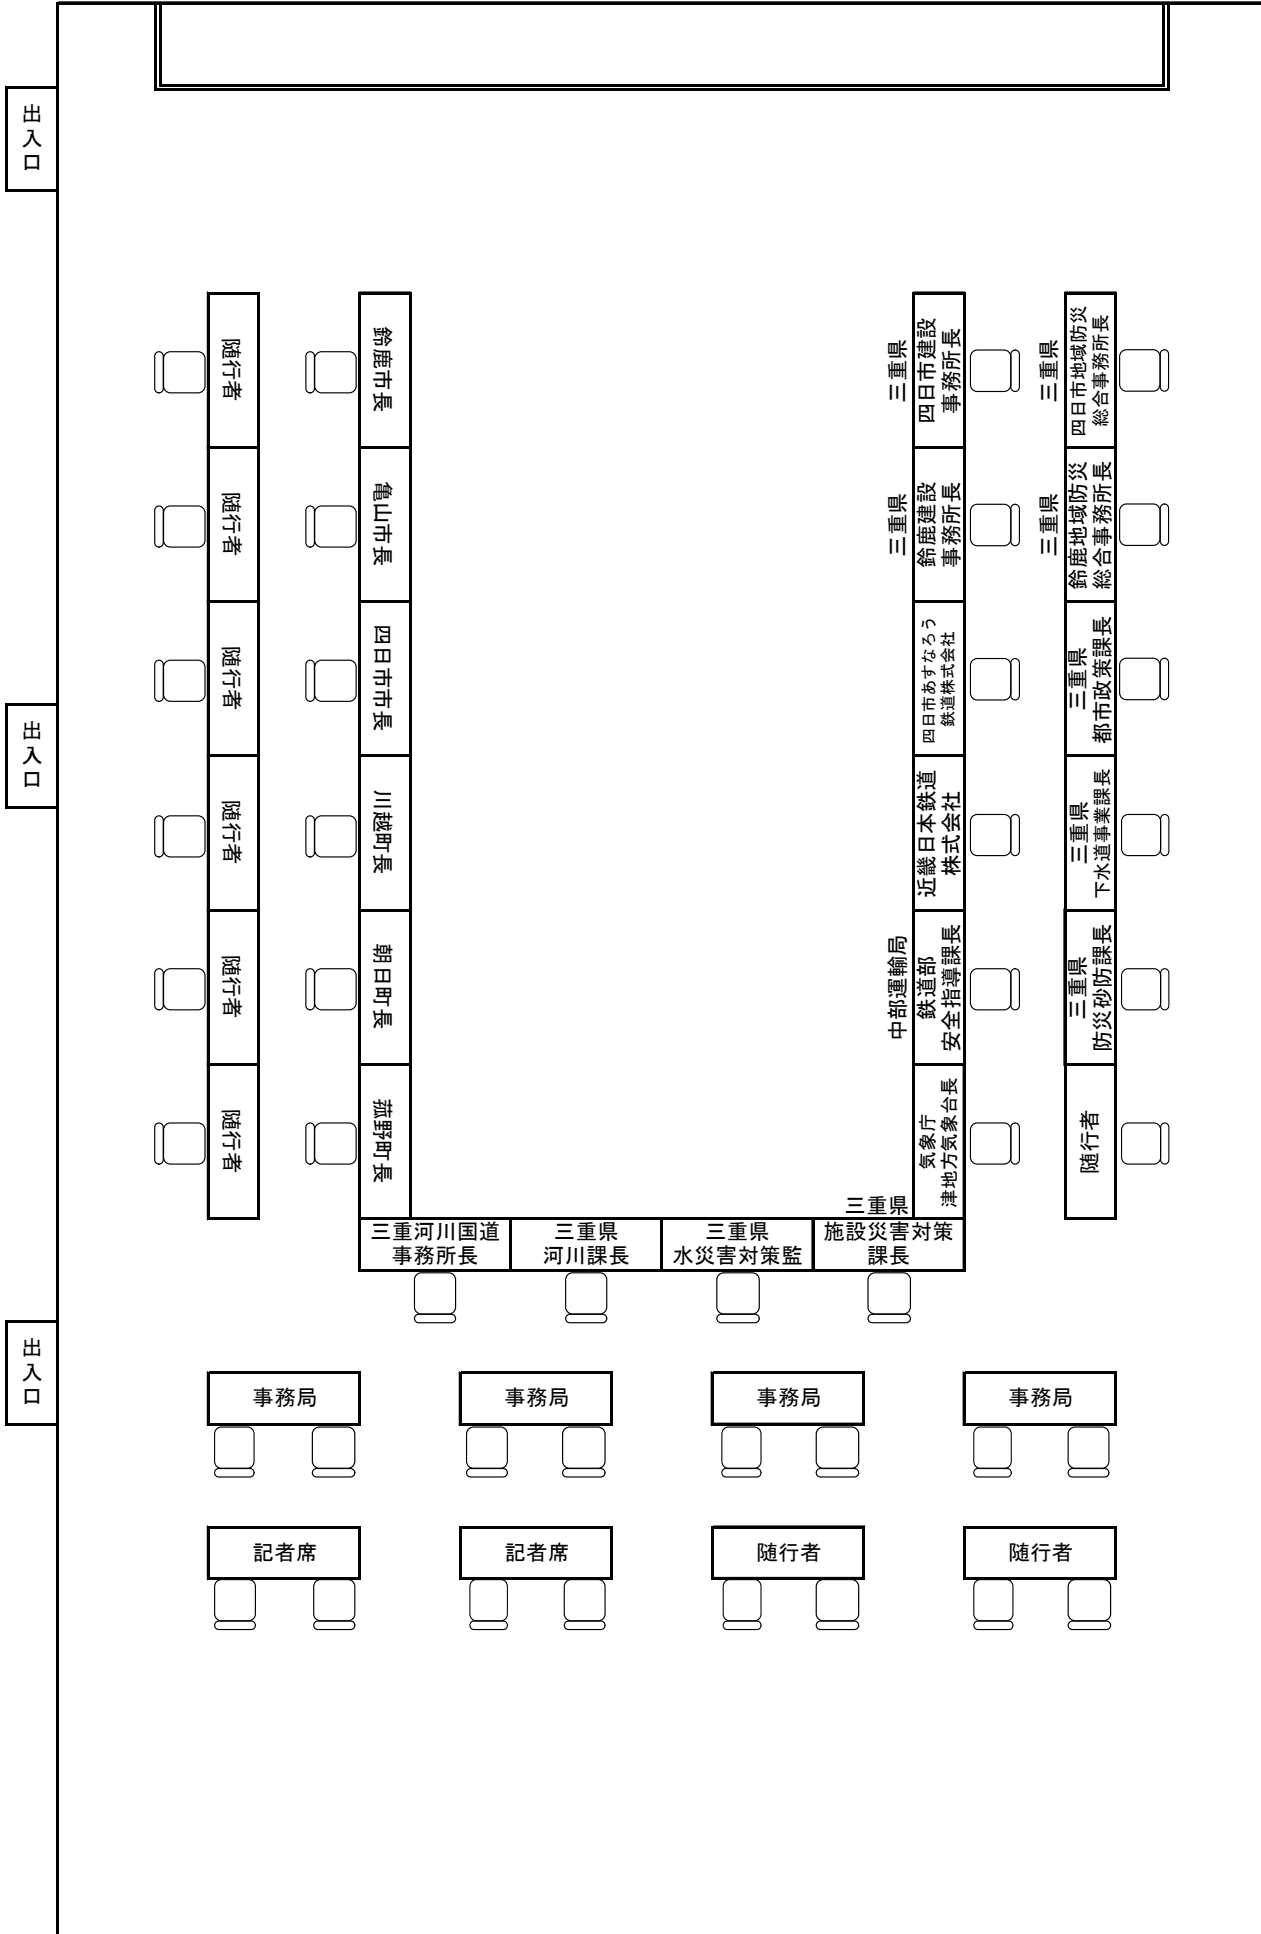 出入口
出入口
出入口
随行者
随行者
随行者
随行者
随行者
随行者
鈴鹿市長
亀山市長
四日市市長
川越町長
朝日町長
菰野町長
三重県
四日市建設
事務所長
三重県
鈴鹿建設
事務所長
四日市あすなろう
鉄道株式会社
近畿日本鉄道
株式会社
中部運輸局
鉄道部
安全指導課長
気象庁
津地方気象台長
三重県
四日市地域防災
総合事務所長
三重県
鈴鹿地域防災
総合事務所長
三重県
都市政策課長
三重県
下水道事業課長
三重県
防災砂防課長
随行者
三重河川国道
事務所長
三重県
河川課長
三重県
水災害対策監
三重県
施設災害対策
課長
事務局
事務局
事務局
事務局
記者席
記者席
随行者
随行者